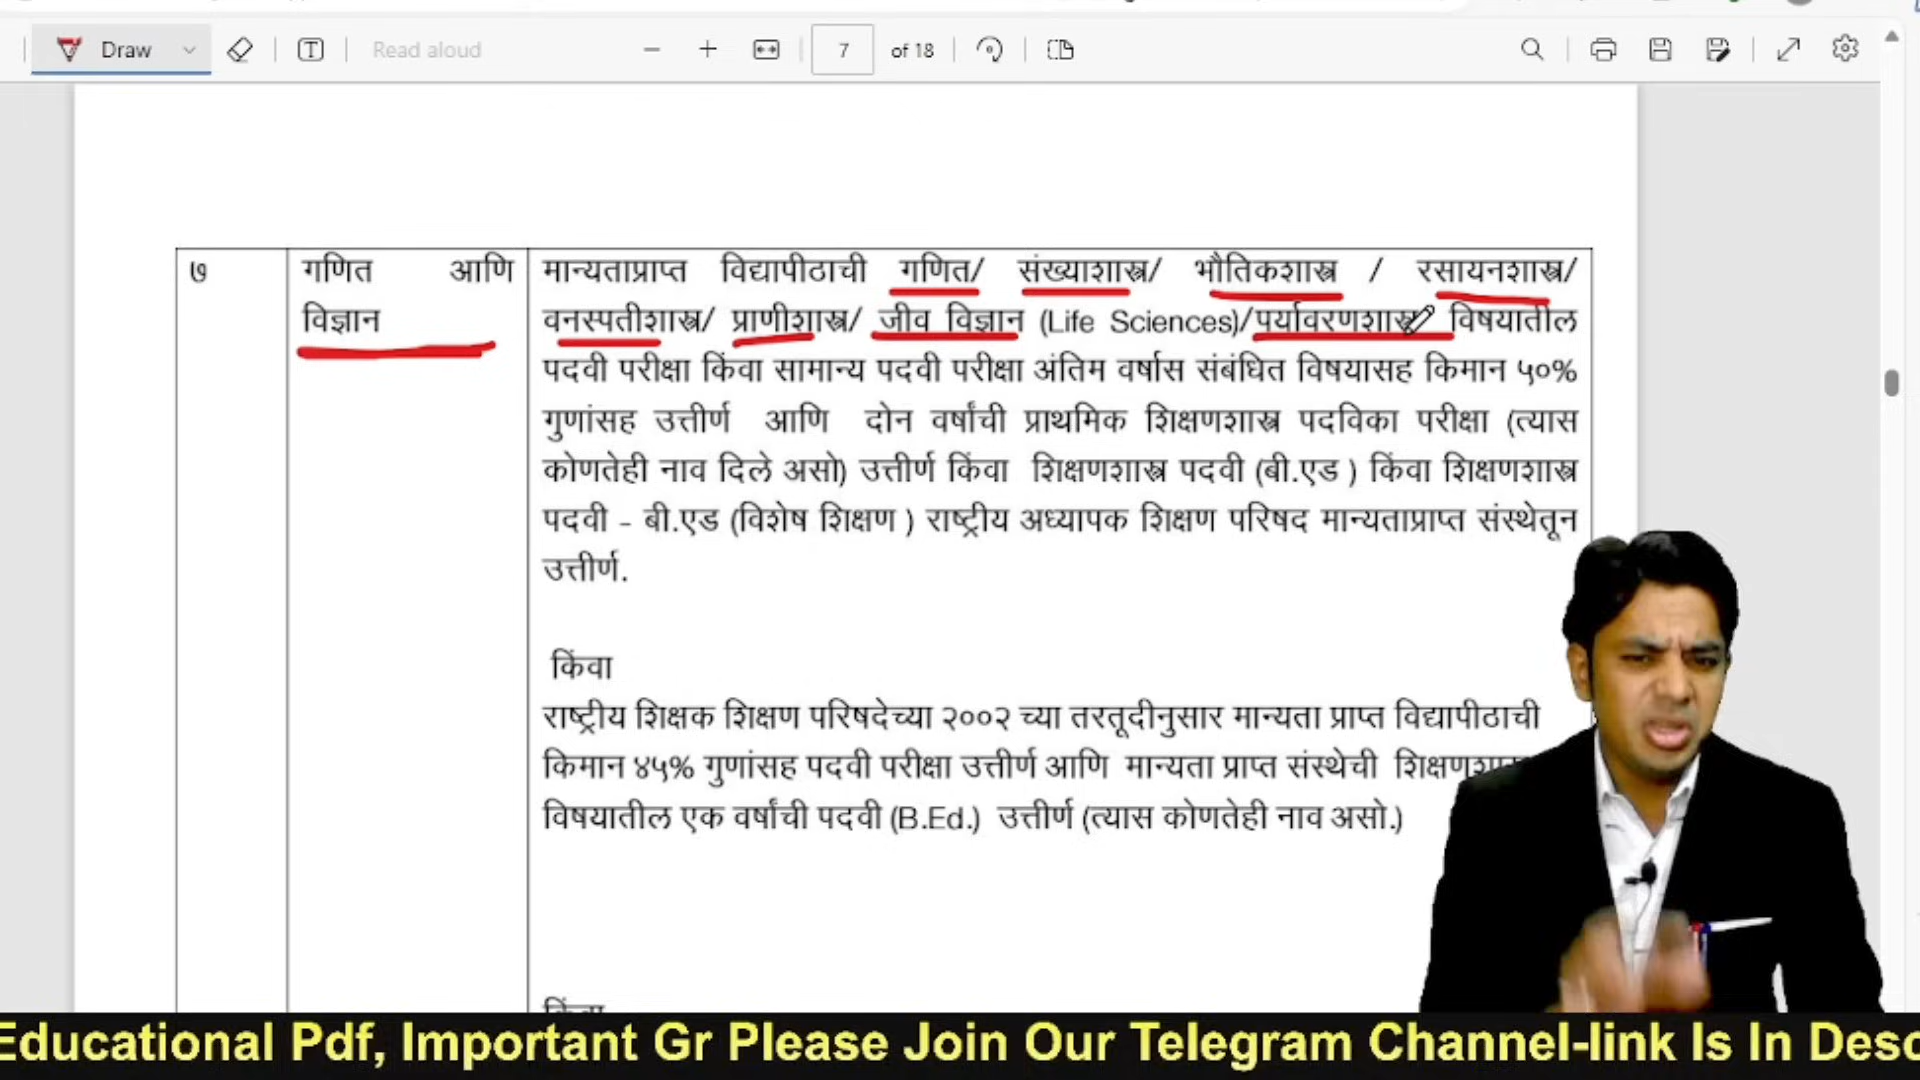 Draw
Read aloud
7 of 18
७ गणित आणि मान्यताप्राप्त विद्यापीठाची गणित/ संख्याशास्त्र/ भौतिकशास्त्र / रसायनशास्त्र/
विज्ञान वनस्पतीशास्त्र/ प्राणीशास्त्र/ जीव विज्ञान (Life Sciences)/पर्यावरणशास्त्र विषयातील
पदवी परीक्षा किंवा सामान्य पदवी परीक्षा अंतिम वर्षास संबंधित विषयासह किमान ५०%
गुणांसह उत्तीर्ण आणि दोन वर्षांची प्राथमिक शिक्षणशास्त्र पदविका परीक्षा (त्यास
कोणतेही नाव दिले असो) उत्तीर्ण किंवा शिक्षणशास्त्र पदवी (बी.एड ) किंवा शिक्षणशास्त्र
पदवी - बी.एड (विशेष शिक्षण ) राष्ट्रीय अध्यापक शिक्षण परिषद मान्यताप्राप्त संस्थेतून
उत्तीर्ण.
किंवा
राष्ट्रीय शिक्षक शिक्षण परिषदेच्या २००२ च्या तरतूदीनुसार मान्यता प्राप्त विद्यापीठाची
किमान ४५% गुणांसह पदवी परीक्षा उत्तीर्ण आणि मान्यता प्राप्त संस्थेची
विषयातील एक वर्षाची पदवी (B.Ed.) उत्तीर्ण (त्यास कोणतेही नाव असो.)
Educational Pdf, Important Gr Please Join Our Telegram Channel-link Is In Desc